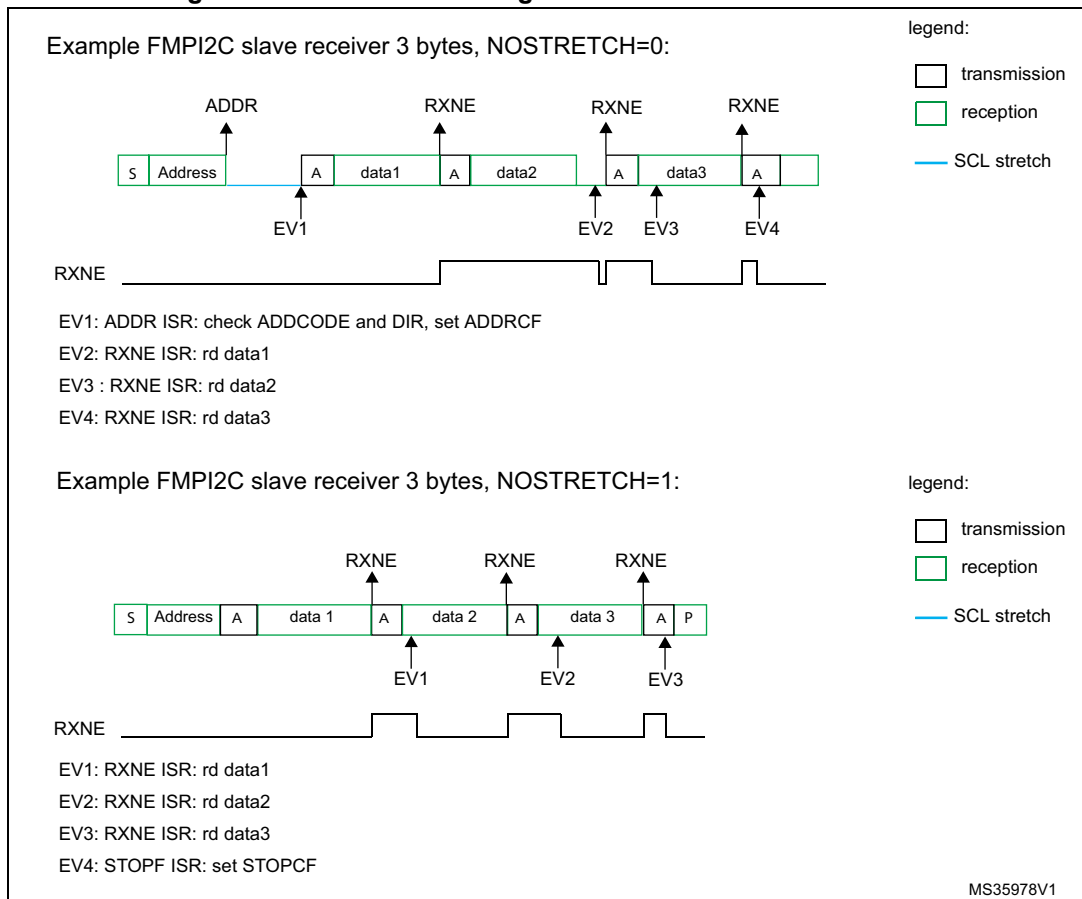 Example FMPI2C slave receiver 3 bytes, NOSTRETCH=0:
legend:
transmission
reception
SCL stretch
ADDR RXNE RXNE RXNE
S Address A data1 A data2 A data3 A
EV1 EV2 EV3 EV4
RXNE
EV1: ADDR ISR: check ADDCODE and DIR, set ADDRCF
EV2: RXNE ISR: rd data1
EV3 : RXNE ISR: rd data2
EV4: RXNE ISR: rd data3
Example FMPI2C slave receiver 3 bytes, NOSTRETCH=1:
legend:
transmission
reception
SCL stretch
RXNE RXNE RXNE
S Address A data 1 A data 2 A data 3 A P
EV1 EV2 EV3
RXNE
EV1: RXNE ISR: rd data1
EV2: RXNE ISR: rd data2
EV3: RXNE ISR: rd data3
EV4: STOPF ISR: set STOPCF
MS35978V1